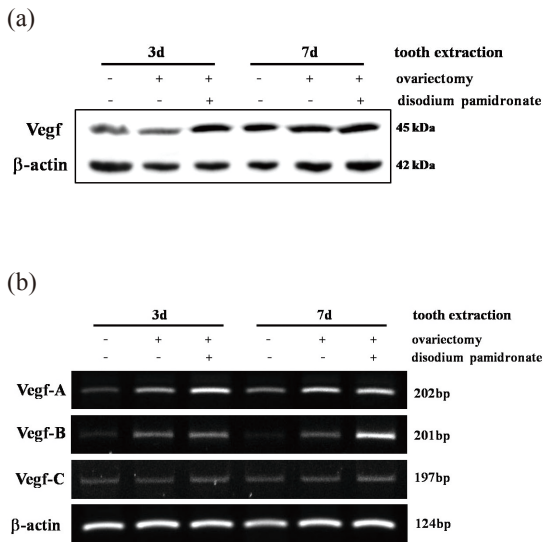 (a)
3d 7d tooth extraction
- + + - + + ovariectomy
- - + - - + disodium pamidronate
Vegf 45 kDa
β-actin 42 kDa
(b)
3d 7d tooth extraction
- + + - + + ovariectomy
- - + - - + disodium pamidronate
Vegf-A 202bp
Vegf-B 201bp
Vegf-C 197bp
β-actin 124bp